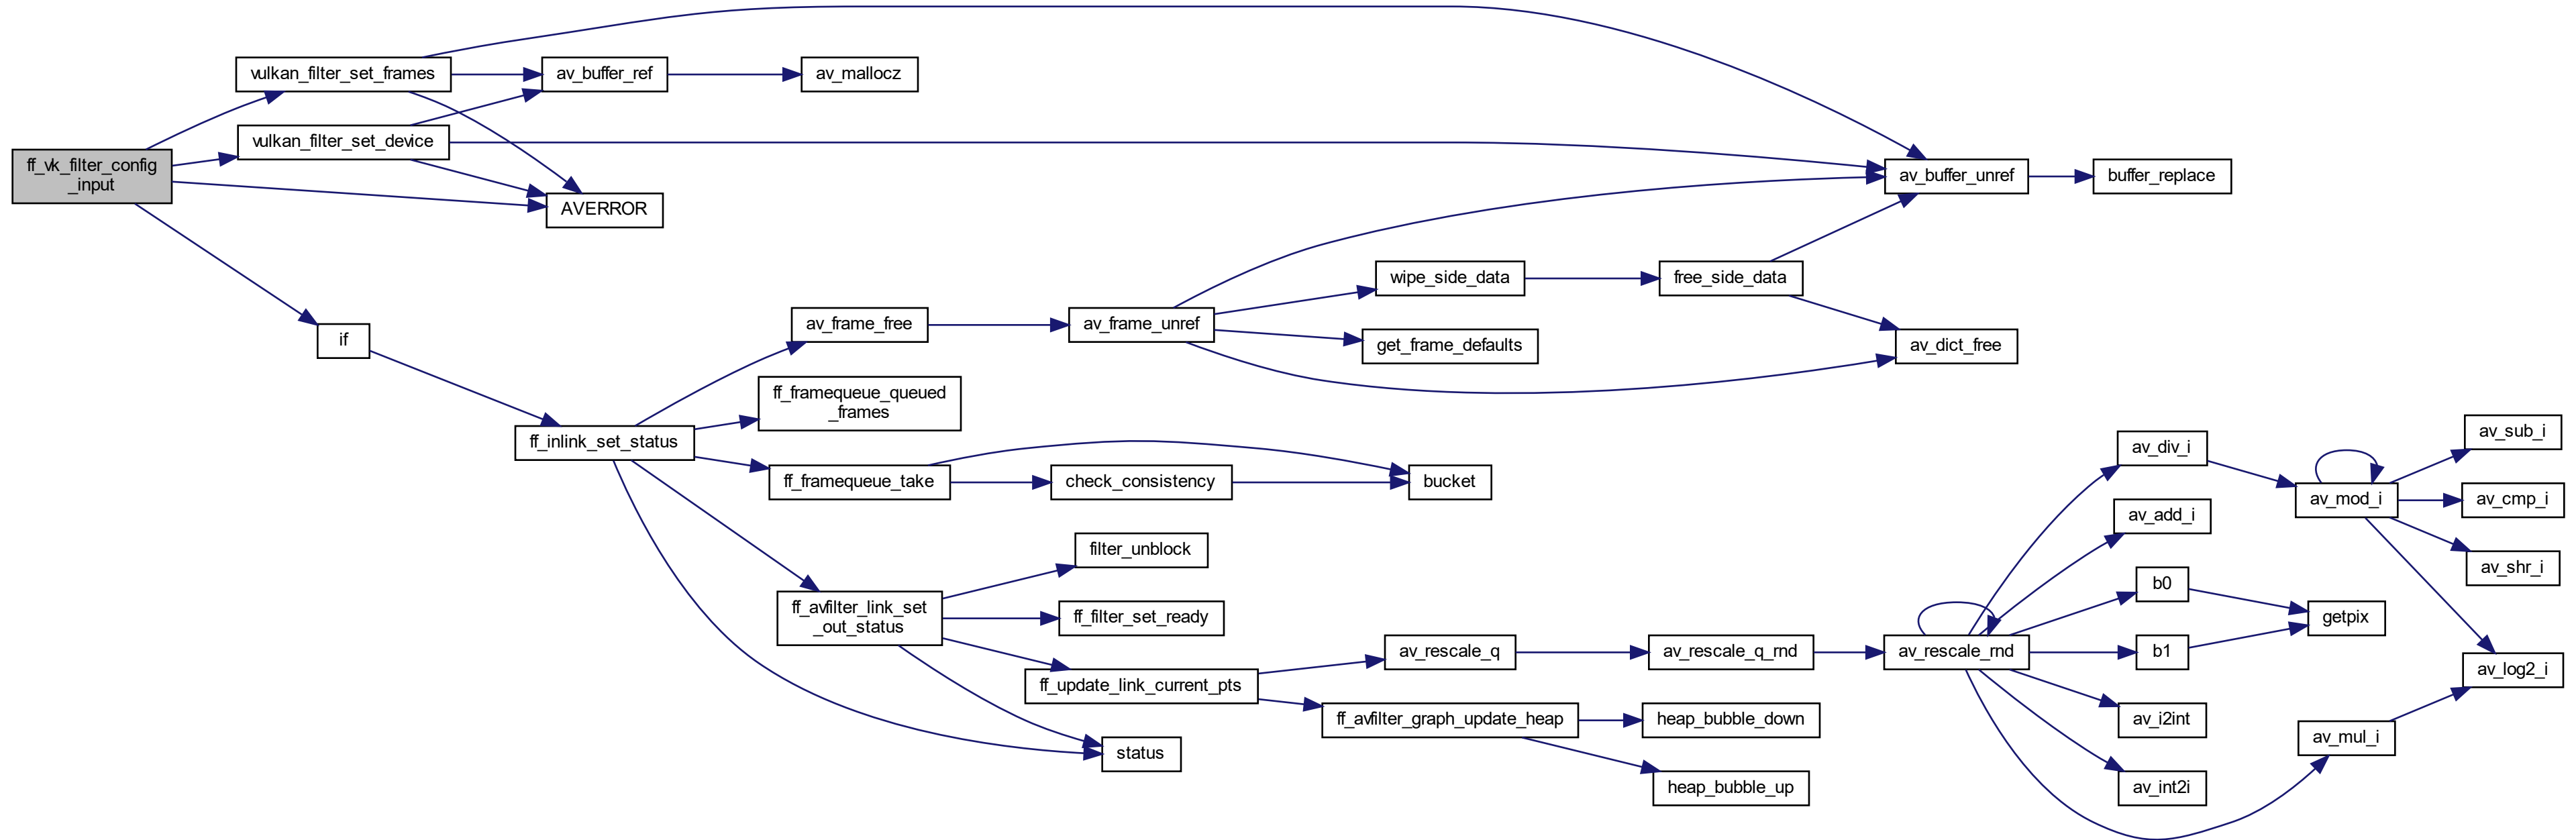 ff_vk_filter_config
_input
vulkan_filter_set_frames
vulkan_filter_set_device
av_buffer_ref
av_mallocz
AVERROR
if
ff_inlink_set_status
av_frame_free
ff_framequeue_queued
_frames
ff_framequeue_take
check_consistency
bucket
ff_avfilter_link_set
_out_status
status
av_frame_unref
wipe_side_data
get_frame_defaults
free_side_data
av_buffer_unref
buffer_replace
av_dict_free
filter_unblock
ff_filter_set_ready
ff_update_link_current_pts
av_rescale_q
av_rescale_q_rnd
ff_avfilter_graph_update_heap
heap_bubble_down
heap_bubble_up
av_rescale_rnd
av_div_i
av_add_i
b0
b1
av_i2int
av_int2i
av_mod_i
getpix
av_mul_i
av_sub_i
av_cmp_i
av_shr_i
av_log2_i